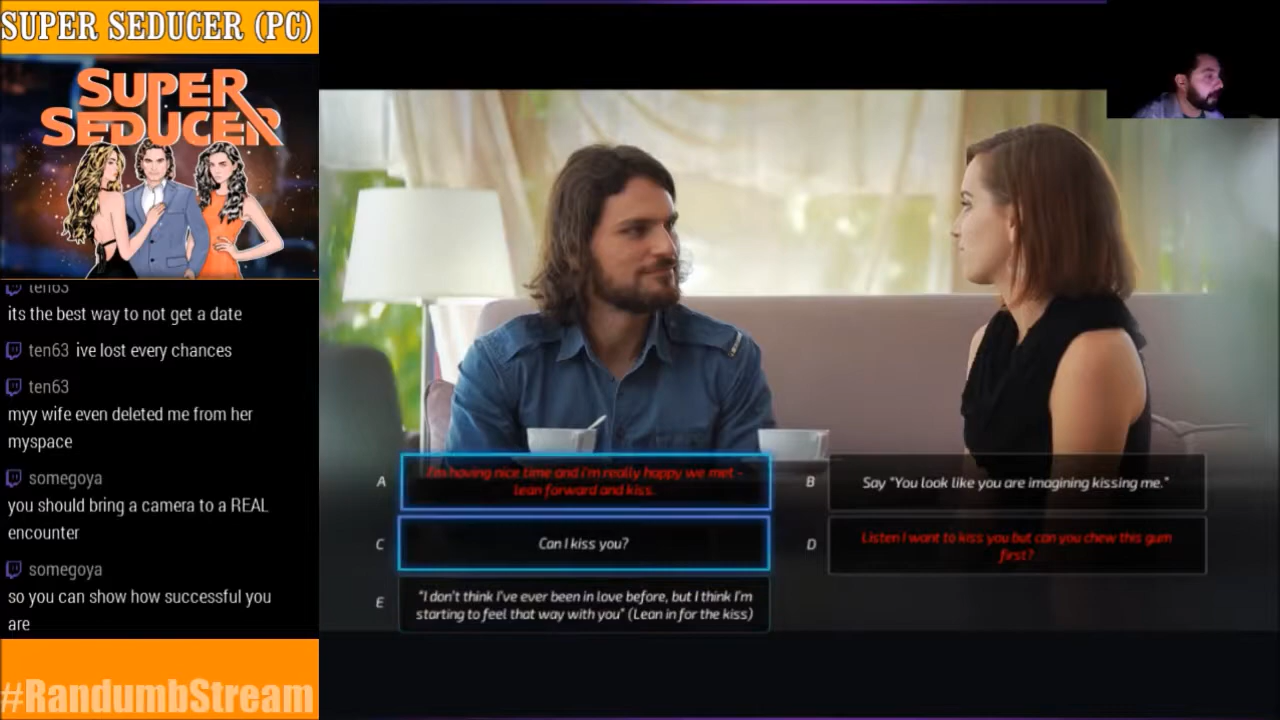 SUPER SEDUCER (PC)
SUPER
SEDUCER
ten63
its the best way to not get a date
ten63 ive lost every chances
ten63
myy wife even deleted me from her
myspace
somegoya
you should bring a camera to a REAL
encounter
somegoya
so you can show how successful you
are
#RandumbStream
A
I'm having nice time and i'm really happy we met -
lean forward and kiss.
B
Say "You look like you are imagining kissing me."
C
Can I kiss you?
D
Listen I want to kiss you but can you chew this gum
first?
E
"I don't think I've ever been in love before, but I think I'm
starting to feel that way with you" (Lean in for the kiss)